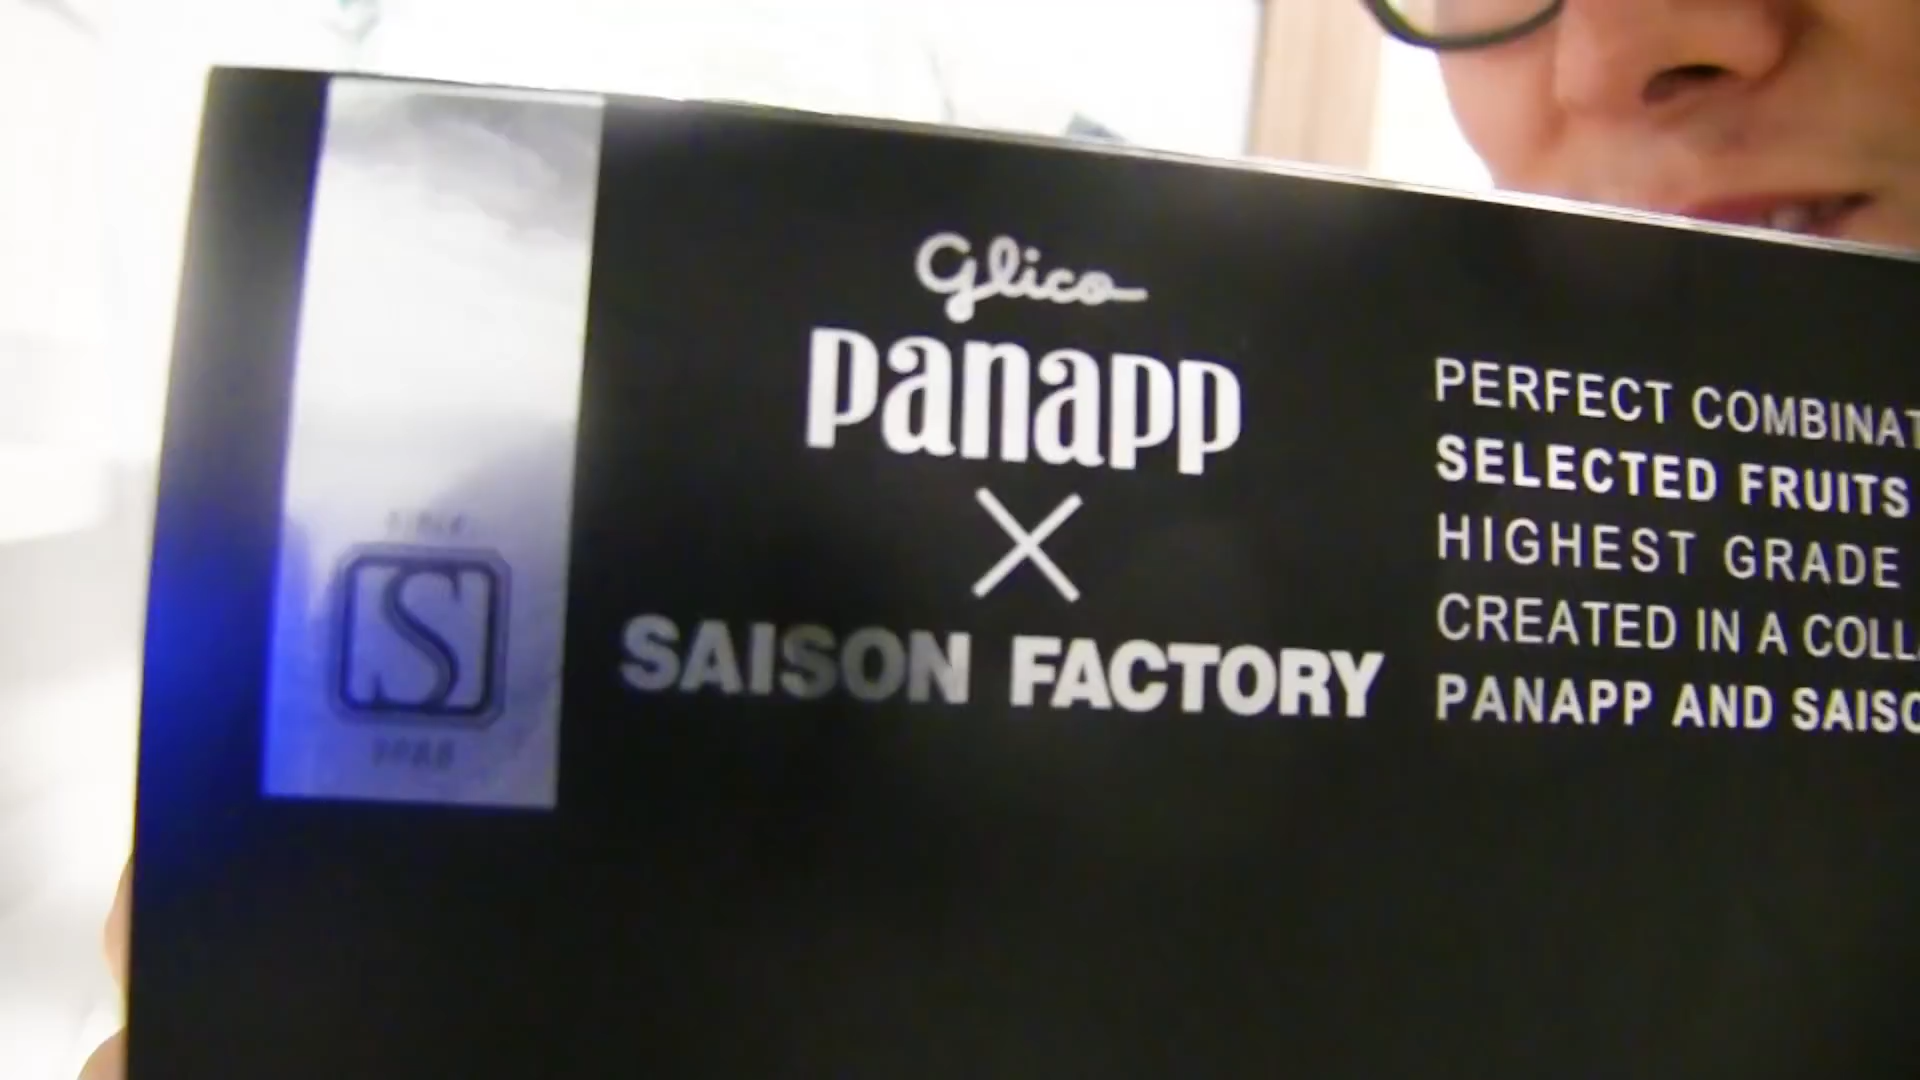 Glico
Panapp
×
SAISON FACTORY
PERFECT COMBINAT
SELECTED FRUITS
HIGHEST GRADE
CREATED IN A COLL
PANAPP AND SAISO
S